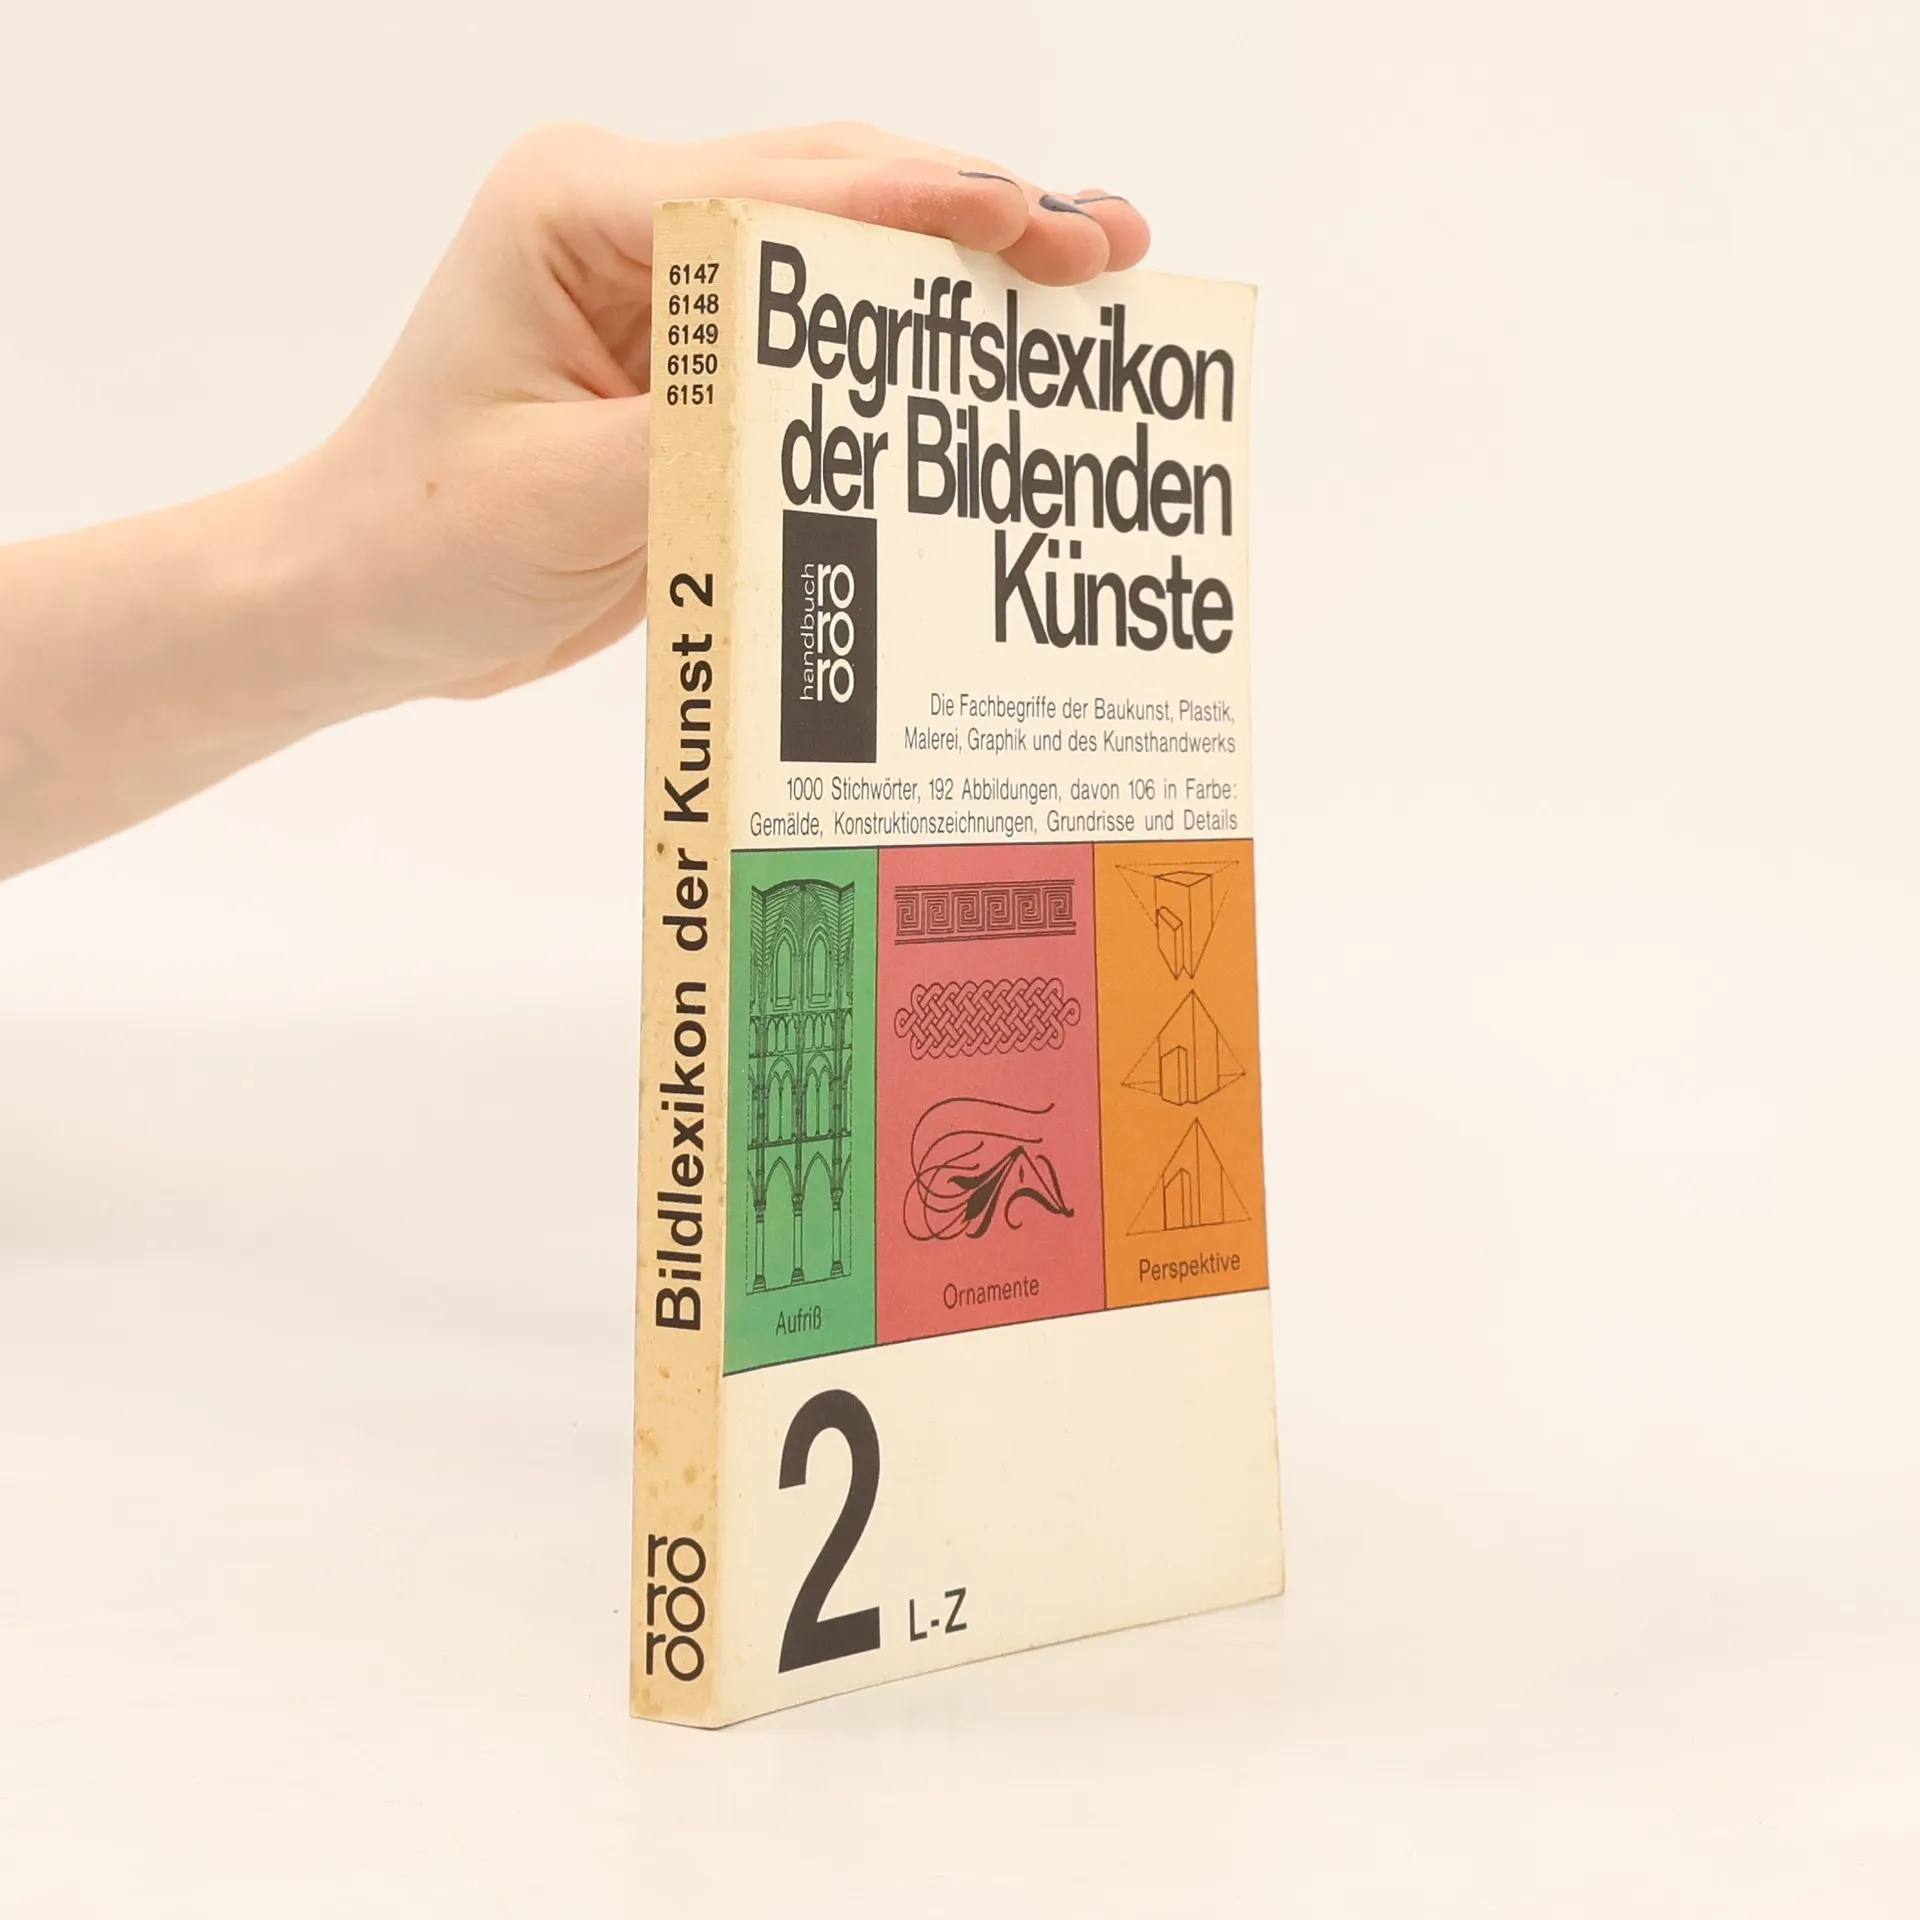 6147
6148
6149
6150
6151
Bildlexikon der Kunst 2
ro
ro
ro
Begriffslexikon
der Bildenden
Künste
handbuch
ro
ro
ro
Die Fachbegriffe der Baukunst, Plastik,
Malerei, Graphik und des Kunsthandwerks
1000 Stichwörter, 192 Abbildungen, davon 106 in Farbe:
Gemälde, Konstruktionszeichnungen, Grundrisse und Details
Aufriß
Ornamente
Perspektive
2 L-Z